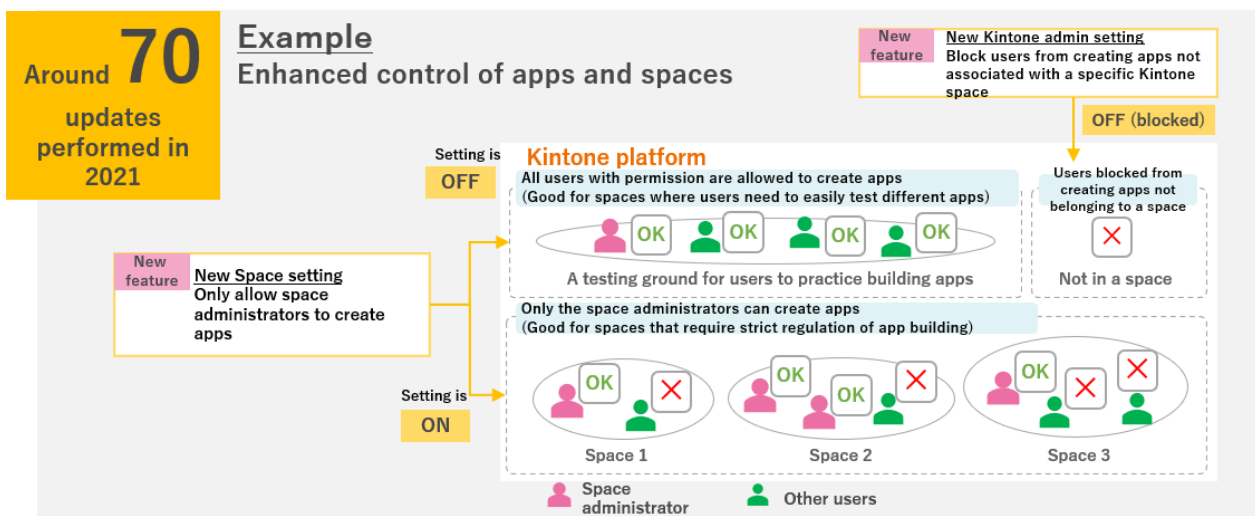 Around 70
updates
performed in
2021
Example
Enhanced control of apps and spaces
New
feature
New Kintone admin setting
Block users from creating apps not
associated with a specific Kintone
space
OFF (blocked)
Setting is
OFF
Kintone platform
All users with permission are allowed to create apps
(Good for spaces where users need to easily test different apps)
OK
OK
OK
OK
A testing ground for users to practice building apps
Users blocked from
creating apps not
belonging to a space
Not in a space
New
feature
New Space setting
Only allow space
administrators to create
apps
Setting is
ON
Only the space administrators can create apps
(Good for spaces that require strict regulation of app building)
OK
Space 1
OK
OK
Space 2
OK
Space 3
Space
administrator
Other users